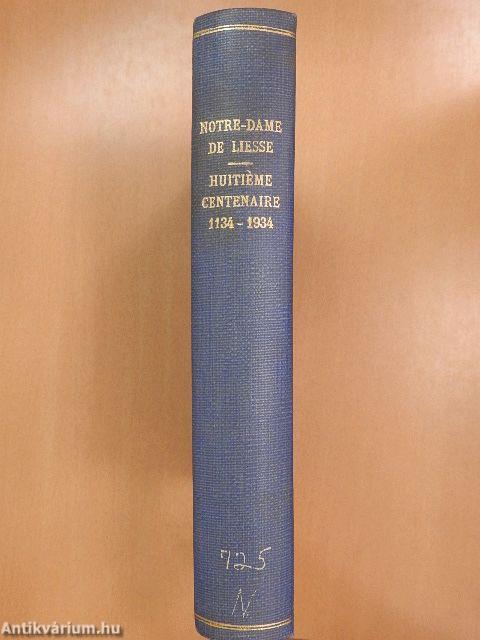 NOTRE-DAME
DE LIESSE
HUITIÈME
CENTENAIRE
1134-1934
725
N.
Antikvárium.hu